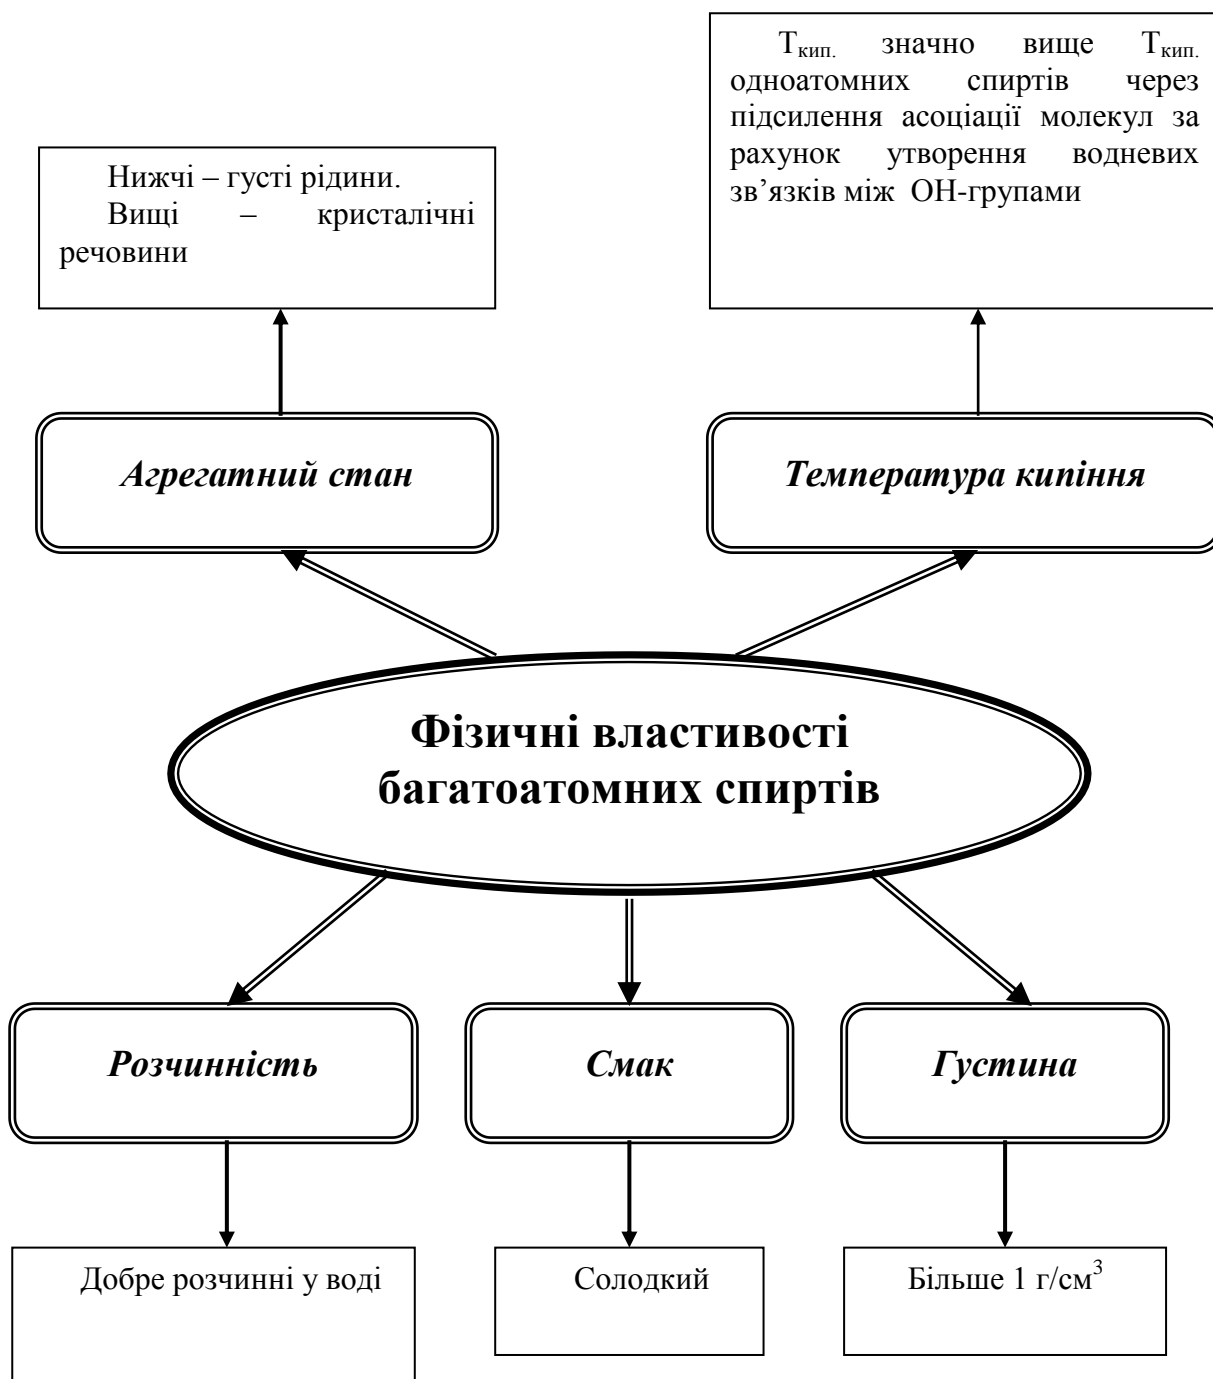 Т_кип. значно вище Т_кип.
одноатомних спиртів через
підсилення асоціації молекул за
рахунок утворення водневих
зв’язків між ОН-групами
Нижчі – густі рідини.
Вищі – кристалічні
речовини
Агрегатний стан
Температура кипіння
Фізичні властивості
багатоатомних спиртів
Розчинність
Смак
Густина
Добре розчинні у воді
Солодкий
Більше 1 г/см³